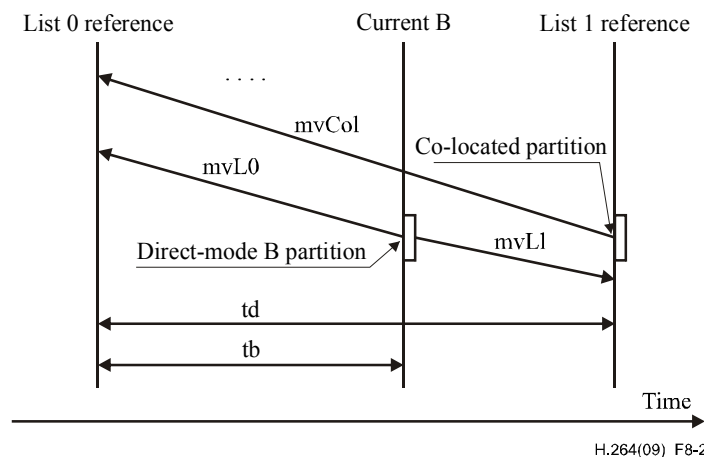 List 0 reference
Current B
List 1 reference
. . . .
mvCol
Co-located partition
mvL0
mvL1
Direct-mode B partition
td
tb
Time
H.264(09)_F8-2